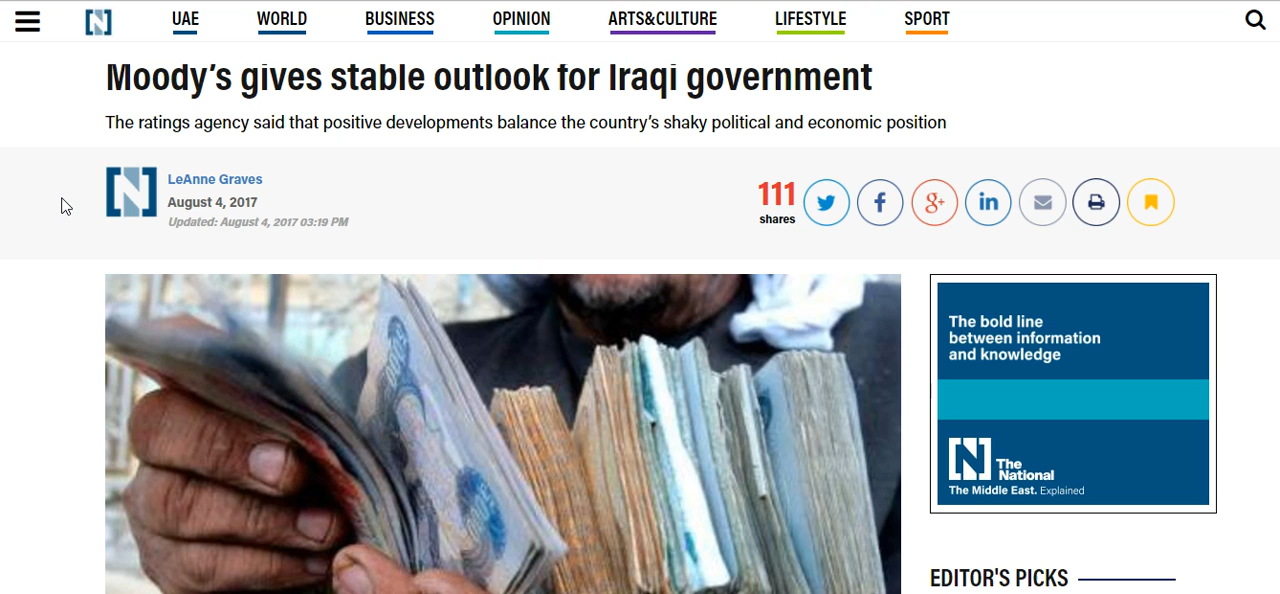 UAE
WORLD
BUSINESS
OPINION
ARTS&CULTURE
LIFESTYLE
SPORT
Moody's gives stable outlook for Iraqi government
The ratings agency said that positive developments balance the country's shaky political and economic position
LeAnne Graves
August 4, 2017
Updated: August 4, 2017 03:19 PM
111
shares
The bold line
between information
and knowledge
The
National
The Middle East. Explained
EDITOR'S PICKS